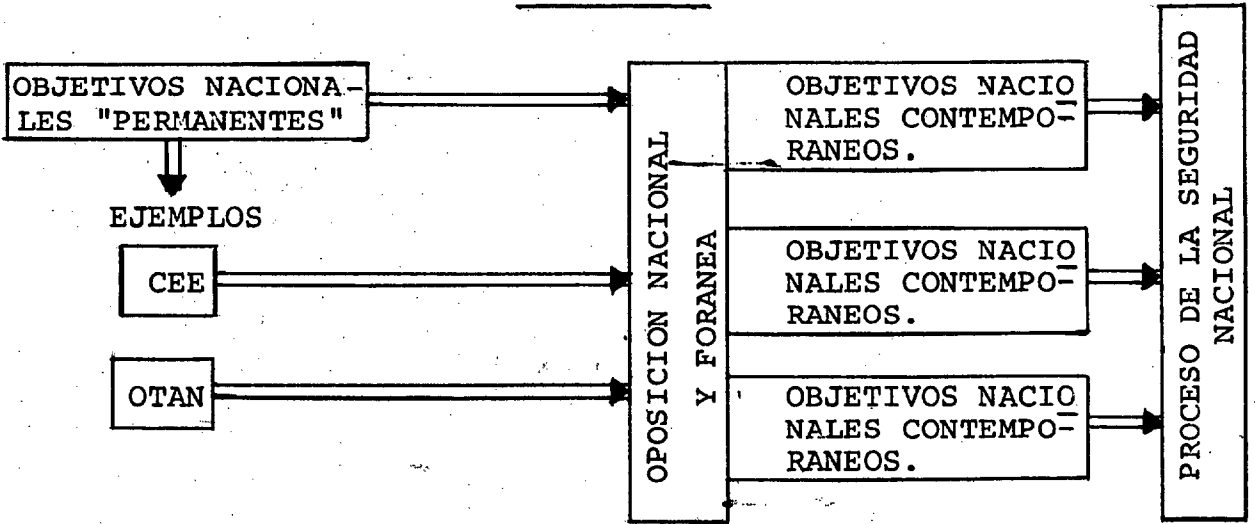 OBJETIVOS NACIONA-
LES "PERMANENTES"
EJEMPLOS
CEE
OTAN
OPOSICION NACIONAL
Y FORANEA
OBJETIVOS NACIO
NALES CONTEMPO-
RANEOS.
OBJETIVOS NACIO
NALES CONTEMPO-
RANEOS.
OBJETIVOS NACIO
NALES CONTEMPO-
RANEOS.
PROCESO DE LA SEGURIDAD
NACIONAL